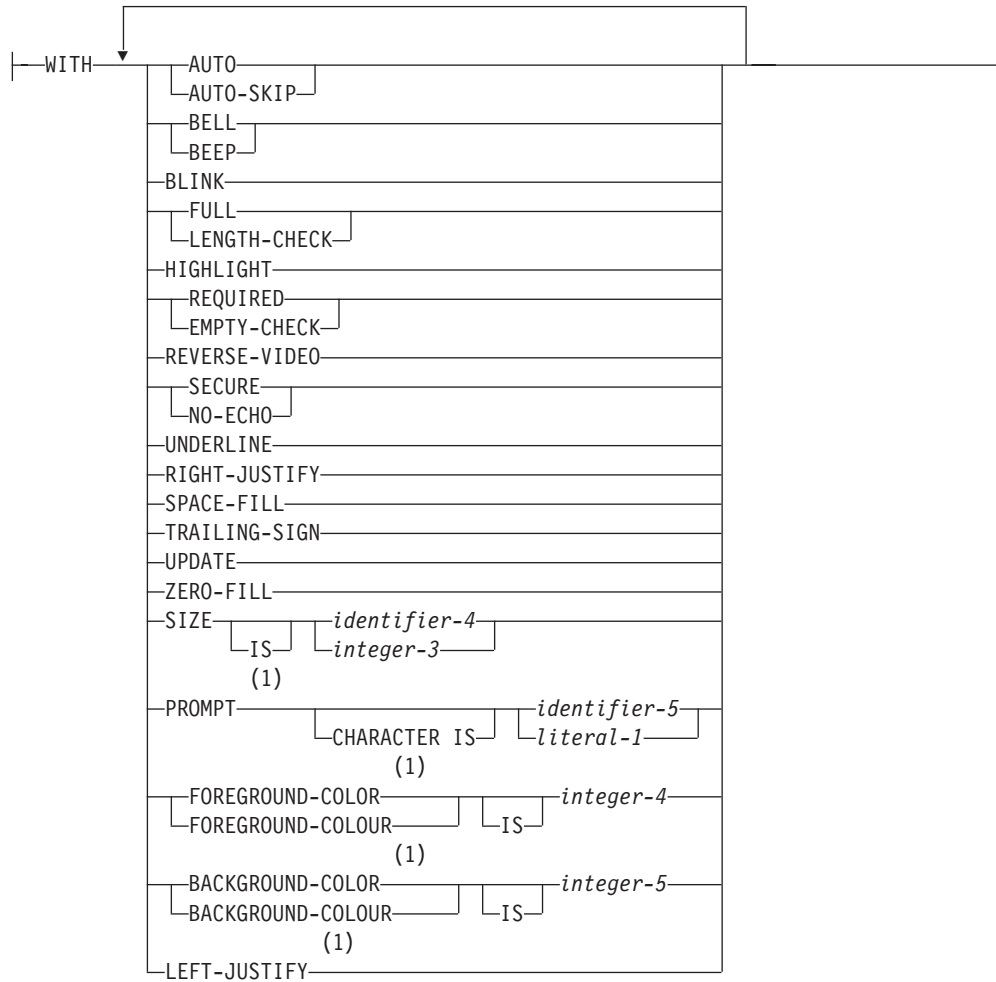 WITH AUTO
AUTO-SKIP
BELL
BEEP
BLINK
FULL
LENGTH-CHECK
HIGHLIGHT
REQUIRED
EMPTY-CHECK
REVERSE-VIDEO
SECURE
NO-ECHO
UNDERLINE
RIGHT-JUSTIFY
SPACE-FILL
TRAILING-SIGN
UPDATE
ZERO-FILL
SIZE identifier-4
IS integer-3
(1)
PROMPT identifier-5
CHARACTER IS literal-1
(1)
FOREGROUND-COLOR integer-4
FOREGROUND-COLOUR IS
(1)
BACKGROUND-COLOR integer-5
BACKGROUND-COLOUR IS
(1)
LEFT-JUSTIFY